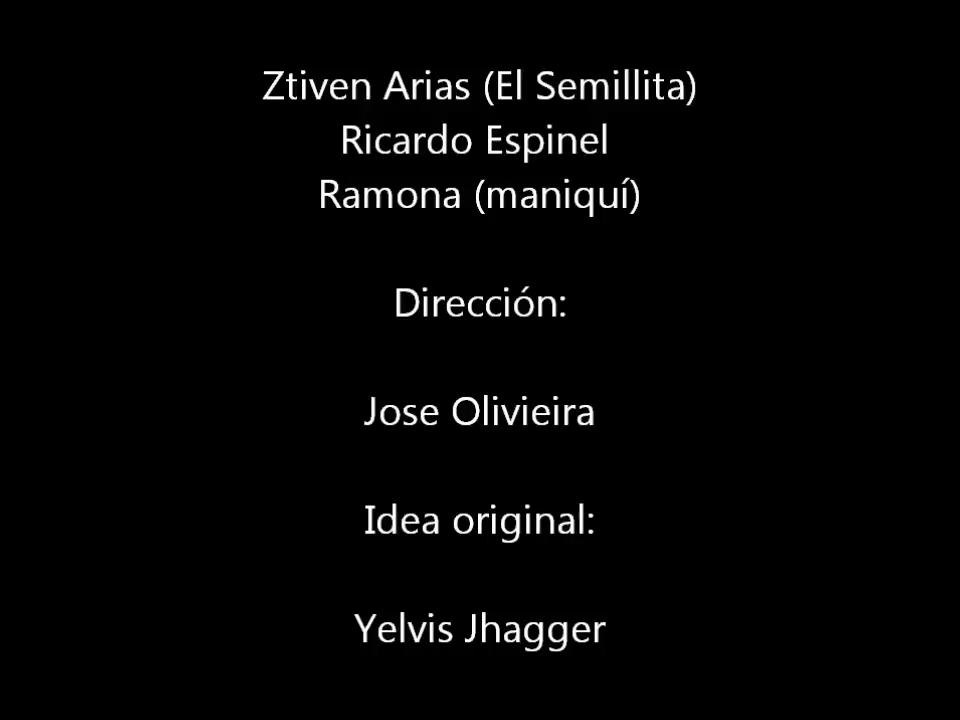 Ztiven Arias (El Semillita)
Ricardo Espinel
Ramona (maniquí)
Dirección:
Jose Olivieira
Idea original:
Yelvis Jhagger